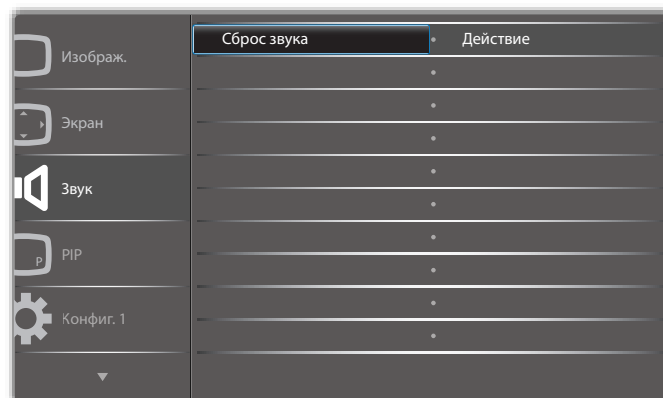 Изображ.
Экран
Звук
P
PIP
Конфиг. 1
Сброс звука
Действие